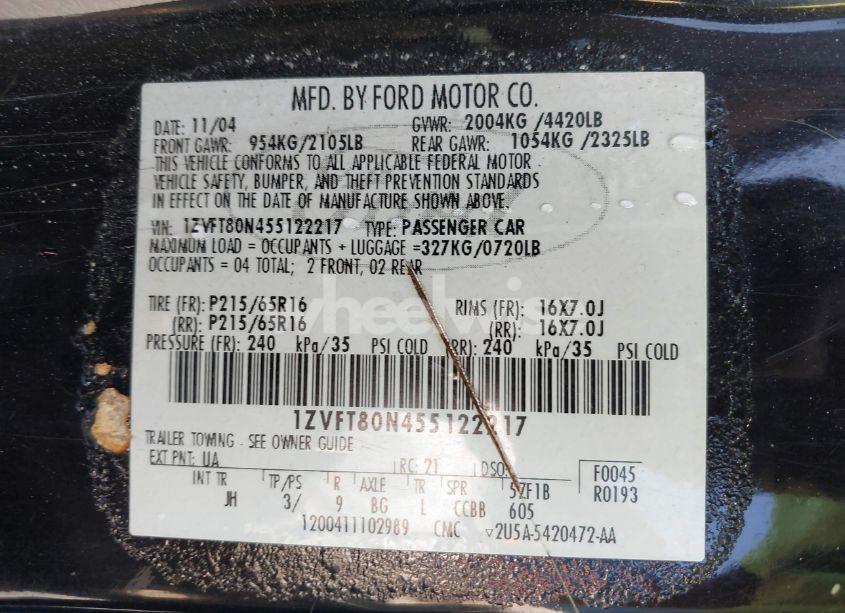 MFD. BY FORD MOTOR CO.
DATE: 11/04 GVWR: 2004KG /4420LB
FRONT GAWR: 954KG/2105LB REAR GAWR: 1054KG /2325LB
THIS VEHICLE CONFORMS TO ALL APPLICABLE FEDERAL MOTOR
VEHICLE SAFETY, BUMPER, AND THEFT PREVENTION STANDARDS
IN EFFECT ON THE DATE OF MANUFACTURE SHOWN ABOVE.
VIN: 1ZVFT80N455122217 TYPE: PASSENGER CAR
MAXIMUM LOAD = OCCUPANTS + LUGGAGE =327KG/0720LB
OCCUPANTS = 04 TOTAL; 2 FRONT, 02 REAR
TIRE (FR): P215/65R16 RIMS (FR): 16X7.0J
(RR): P215/65R16 (RR): 16X7.0J
wheelwise
PRESSURE (FR): 240 kPa/35 PSI COLD (RR): 240 kPa/35 PSI COLD
1ZVFT80N455122217
TRAILER TOWING - SEE OWNER GUIDE
EXT PNT: UA RC: 21 DSO: F0045
INT TR TP/PS R AXLE TR SPR 5ZF1B R0193
JH 3/ 9 BG L CCBB 605
1200411102989 CMC ▽2U5A-5420472-AA